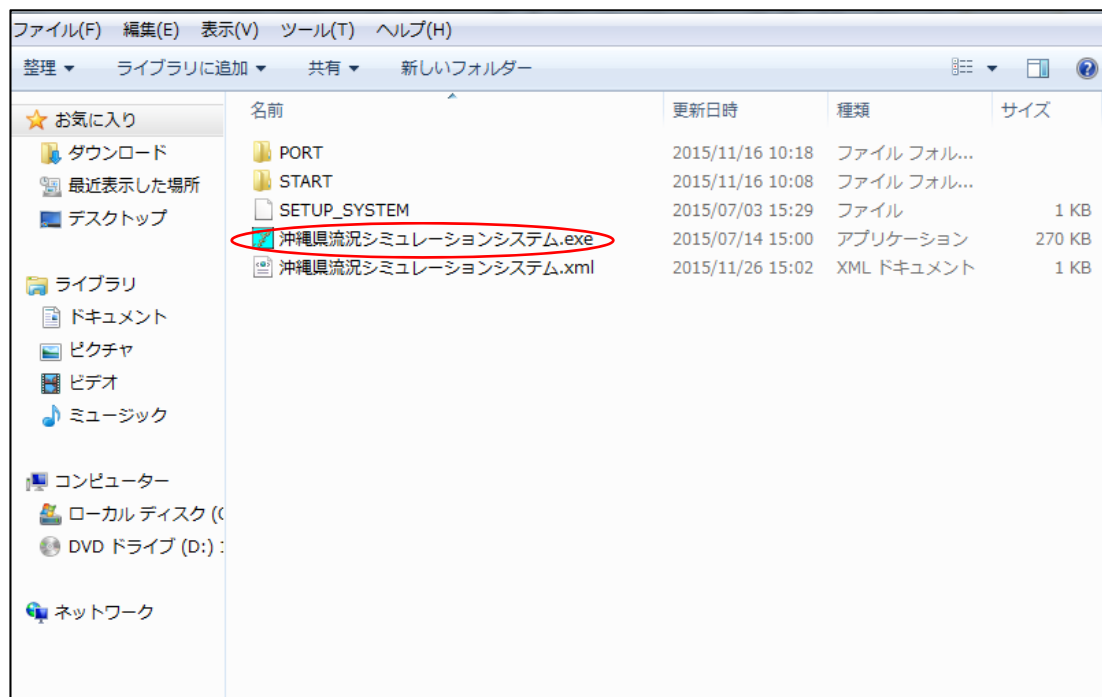 ファイル(F) 編集(E) 表示(V) ツール(T) ヘルプ(H)
整理 ▼ ライブラリに追加 ▼ 共有 ▼ 新しいフォルダー
お気に入り
ダウンロード
最近表示した場所
デスクトップ
ライブラリ
ドキュメント
ピクチャ
ビデオ
ミュージック
コンピューター
ローカル ディスク (C
DVD ドライブ (D:)
ネットワーク
名前 更新日時 種類 サイズ
PORT 2015/11/16 10:18 ファイル フォル...
START 2015/11/16 10:08 ファイル フォル...
SETUP_SYSTEM 2015/07/03 15:29 ファイル 1 KB
沖縄県流況シミュレーションシステム.exe 2015/07/14 15:00 アプリケーション 270 KB
沖縄県流況シミュレーションシステム.xml 2015/11/26 15:02 XML ドキュメント 1 KB